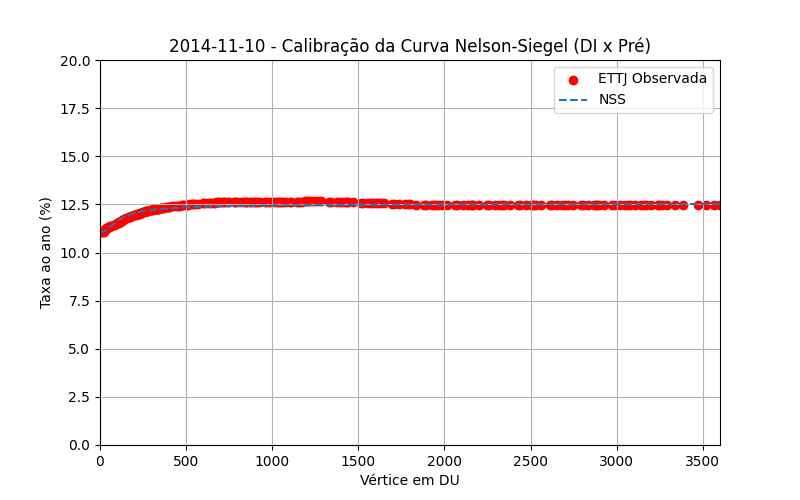 2014-11-10 - Calibração da Curva Nelson-Siegel (DI x Pré)
ETTJ Observada
NSS
20.0
17.5
15.0
12.5
10.0
7.5
5.0
2.5
0.0
Taxa ao ano (%)
0 500 1000 1500 2000 2500 3000 3500
Vértice em DU